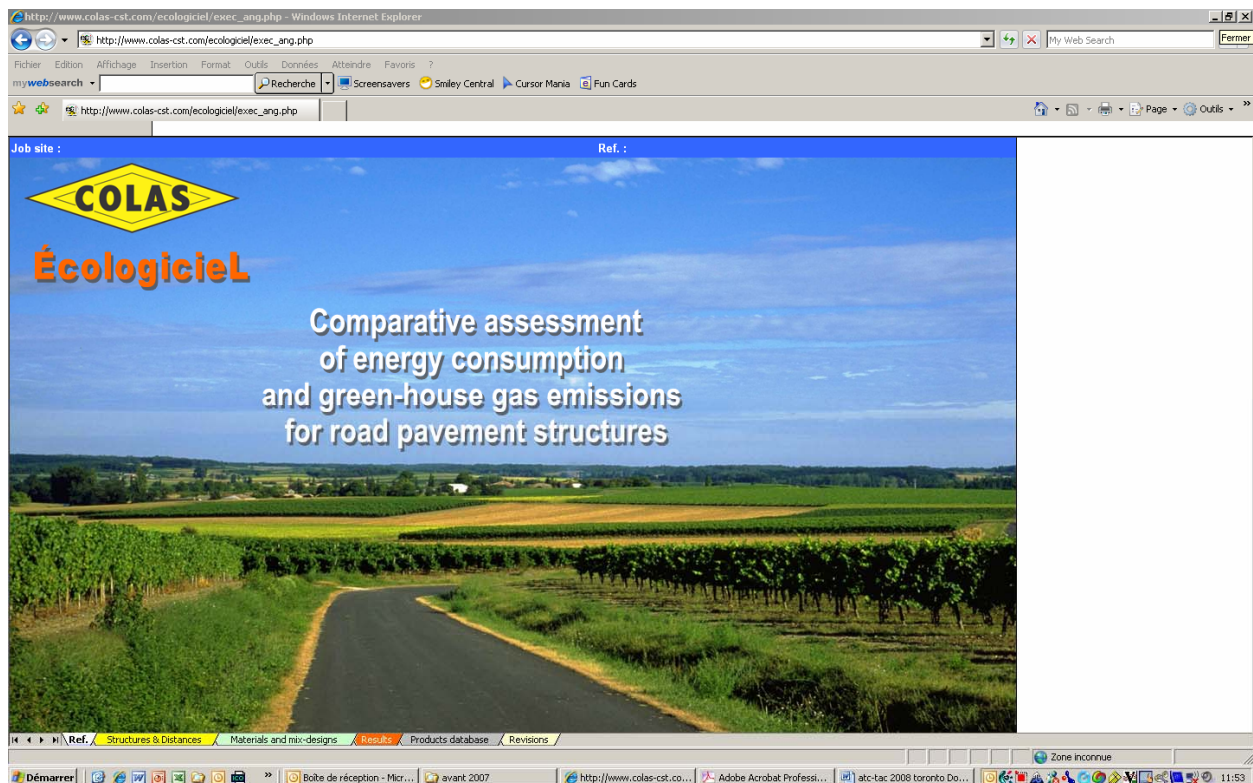 http://www.colas-cst.com/ecologiciel/exec_ang.php - Windows Internet Explorer
http://www.colas-cst.com/ecologiciel/exec_ang.php
My Web Search
Fermer
Fichier Edition Affichage Insertion Format Outils Données Atteindre Favoris ?
mywebsearch
Recherche
Screensavers
Smiley Central
Cursor Mania
Fun Cards
http://www.colas-cst.com/ecologiciel/exec_ang.php
Page
Outils
Job site :
Ref. :
COLAS
ÉcologicieL
Comparative assessment
of energy consumption
and green-house gas emissions
for road pavement structures
Ref.
Structures & Distances
Materials and mix-designs
Results
Products database
Revisions
Zone inconnue
Démarrer
Boîte de réception - Micr...
avant 2007
http://www.colas-cst.co...
Adobe Acrobat Professi...
atc-tac 2008 toronto Do...
11:53